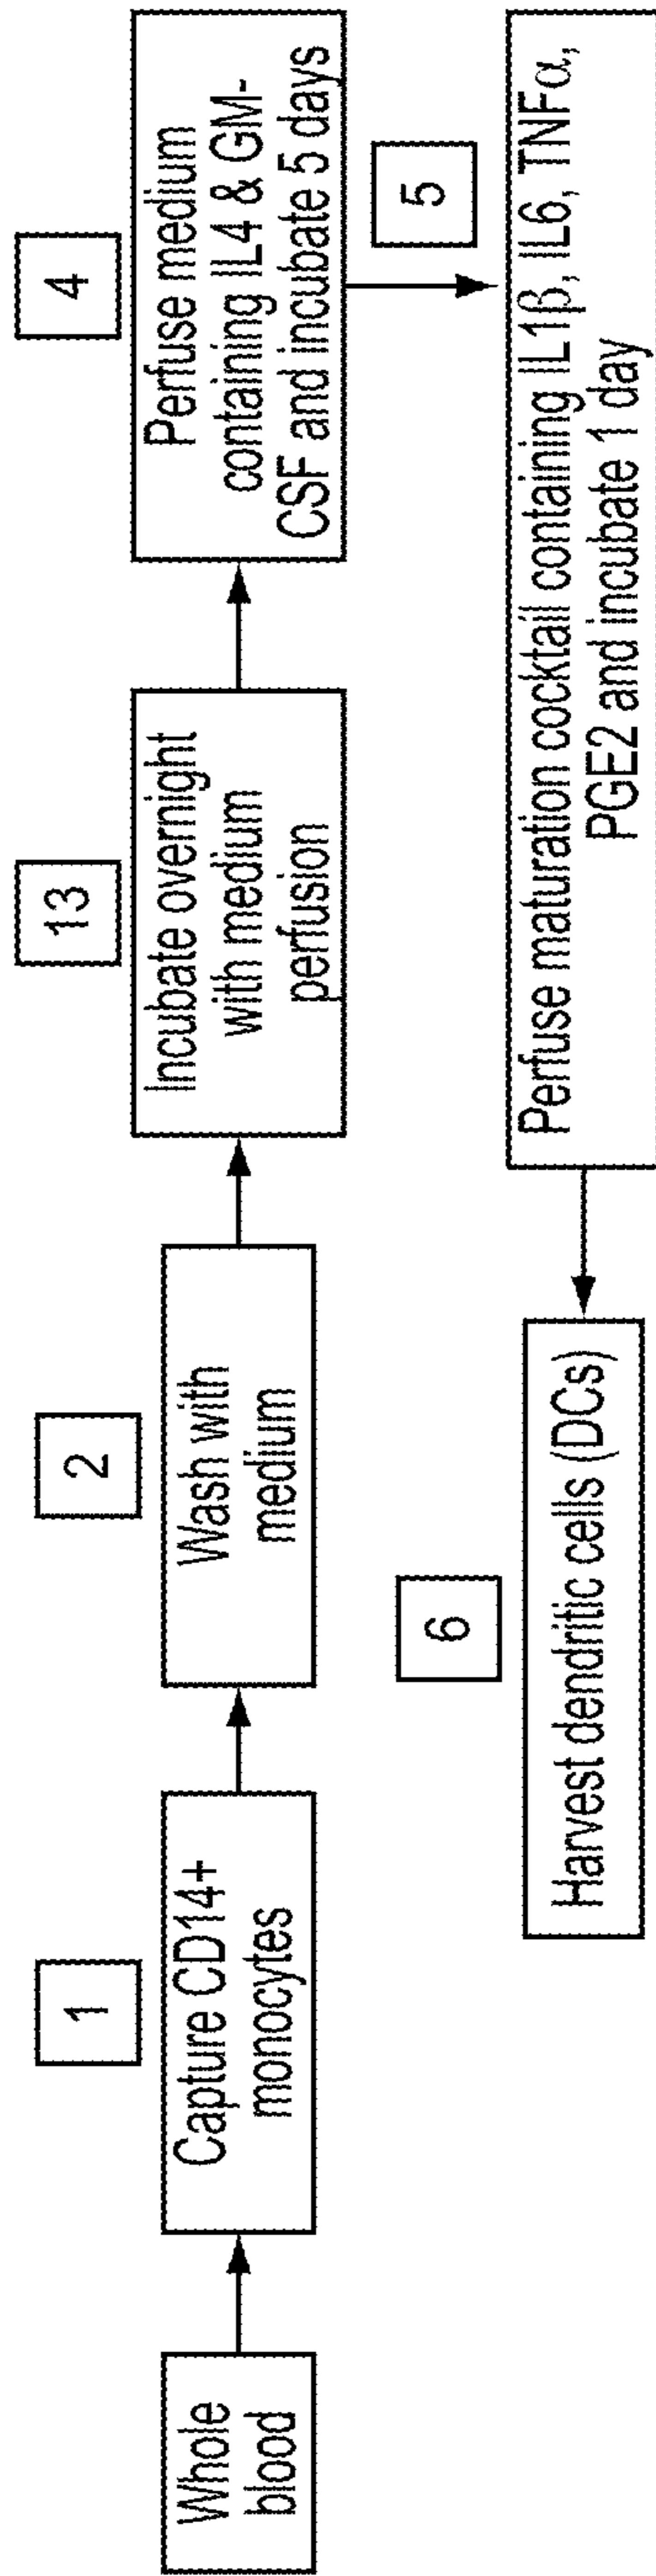 Whole
blood
1
Capture CD14+
monocytes
2
Wash with
medium
13
Incubate overnight
with medium
perfusion
4
Perfuse medium
containing IL4 & GM-
CSF and incubate 5 days
5
Perfuse maturation cocktail containing IL1β, IL6, TNFα,
PGE2 and incubate 1 day
6
Harvest dendritic cells (DCs)